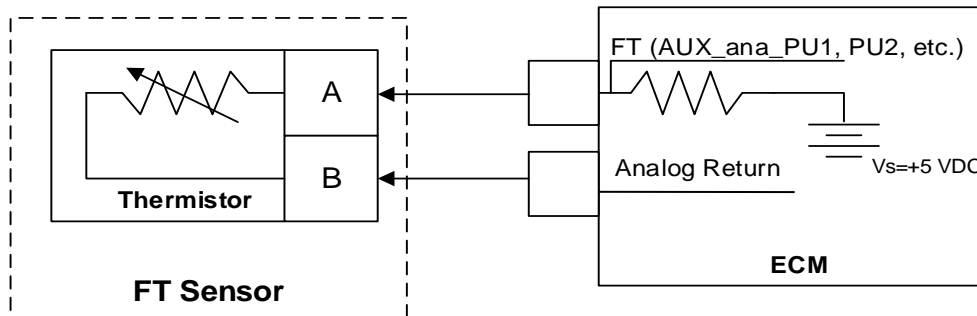 FT (AUX_ana_PU1, PU2, etc.)
A
B
Thermistor
Analog Return
Vs=+5 VDC
ECM
FT Sensor